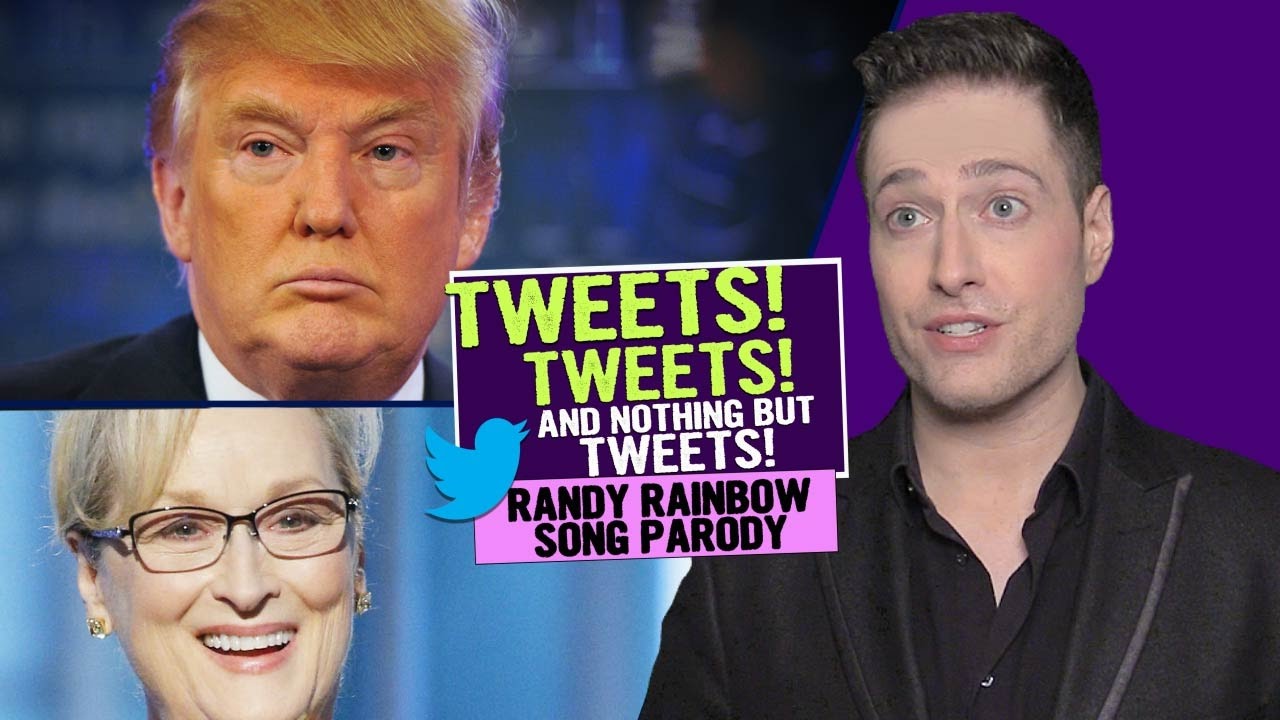 TWEETS!
TWEETS!
AND NOTHING BUT
TWEETS!
RANDY RAINBOW
SONG PARODY